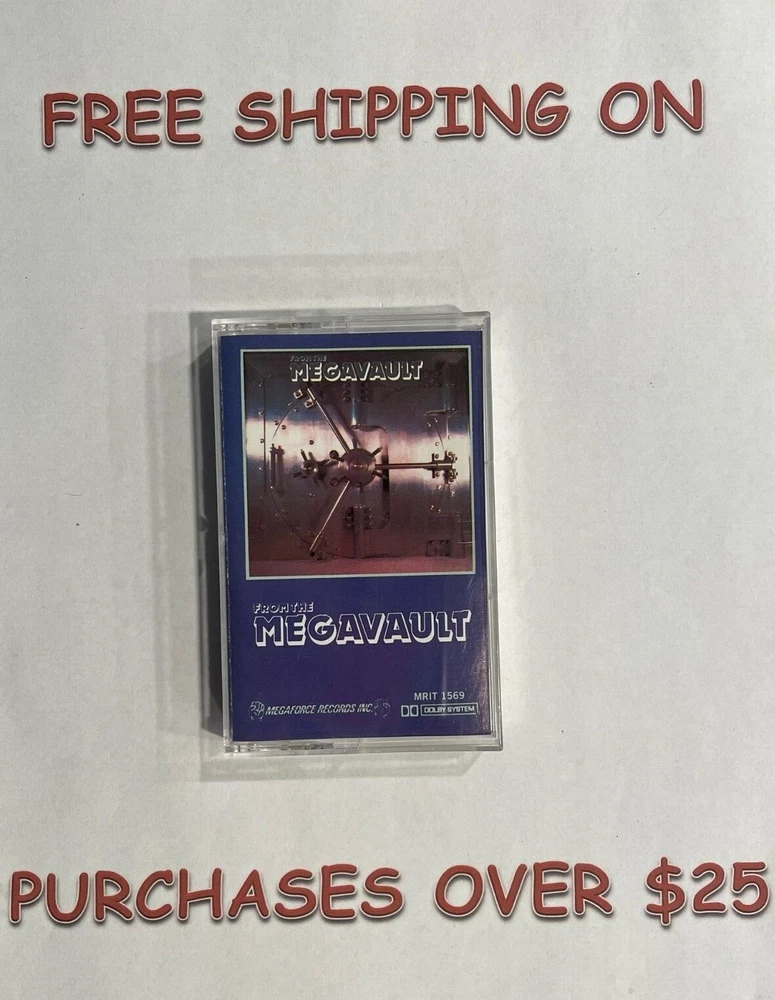 FREE SHIPPING ON
FROM THE
MEGAVAULT
FROM THE
MEGAVAULT
MRIT 1569
MEGAFORCE RECORDS INC.
DOLBY SYSTEM
PURCHASES OVER $25